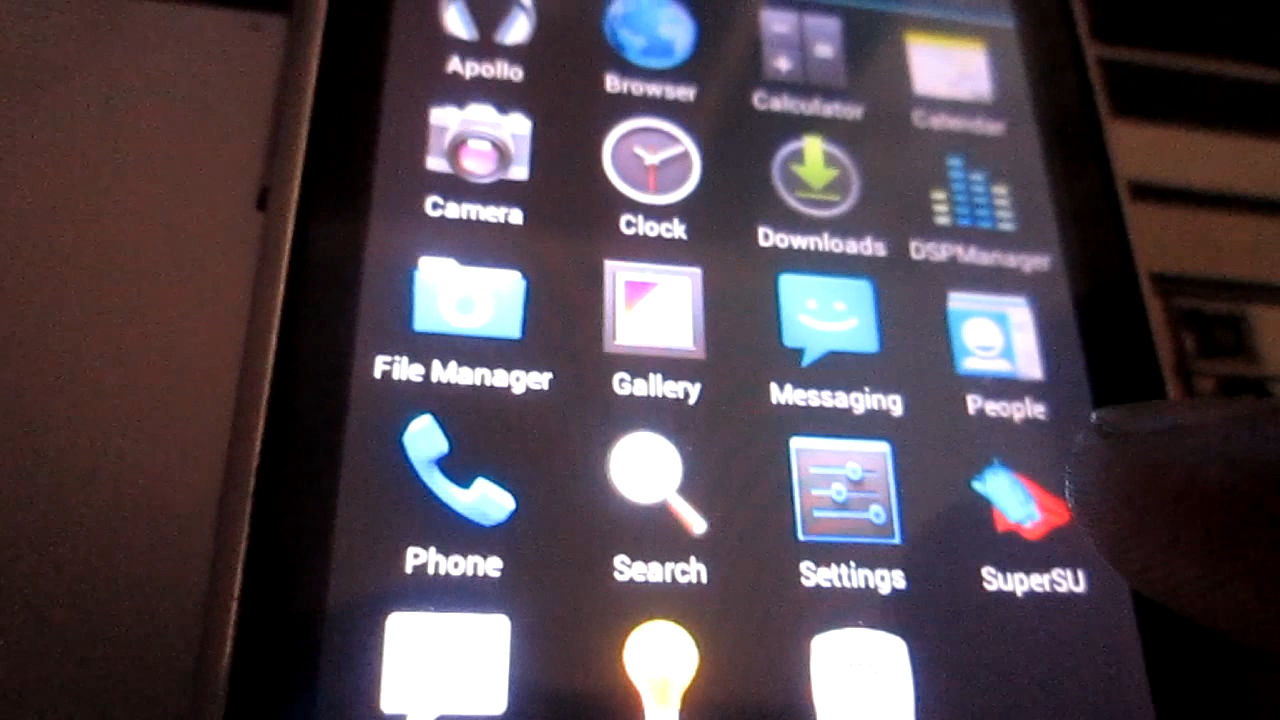 Apollo Browser Calculator Calendar
Camera Clock Downloads DSPManager
File Manager Gallery Messaging People
Phone Search Settings SuperSU